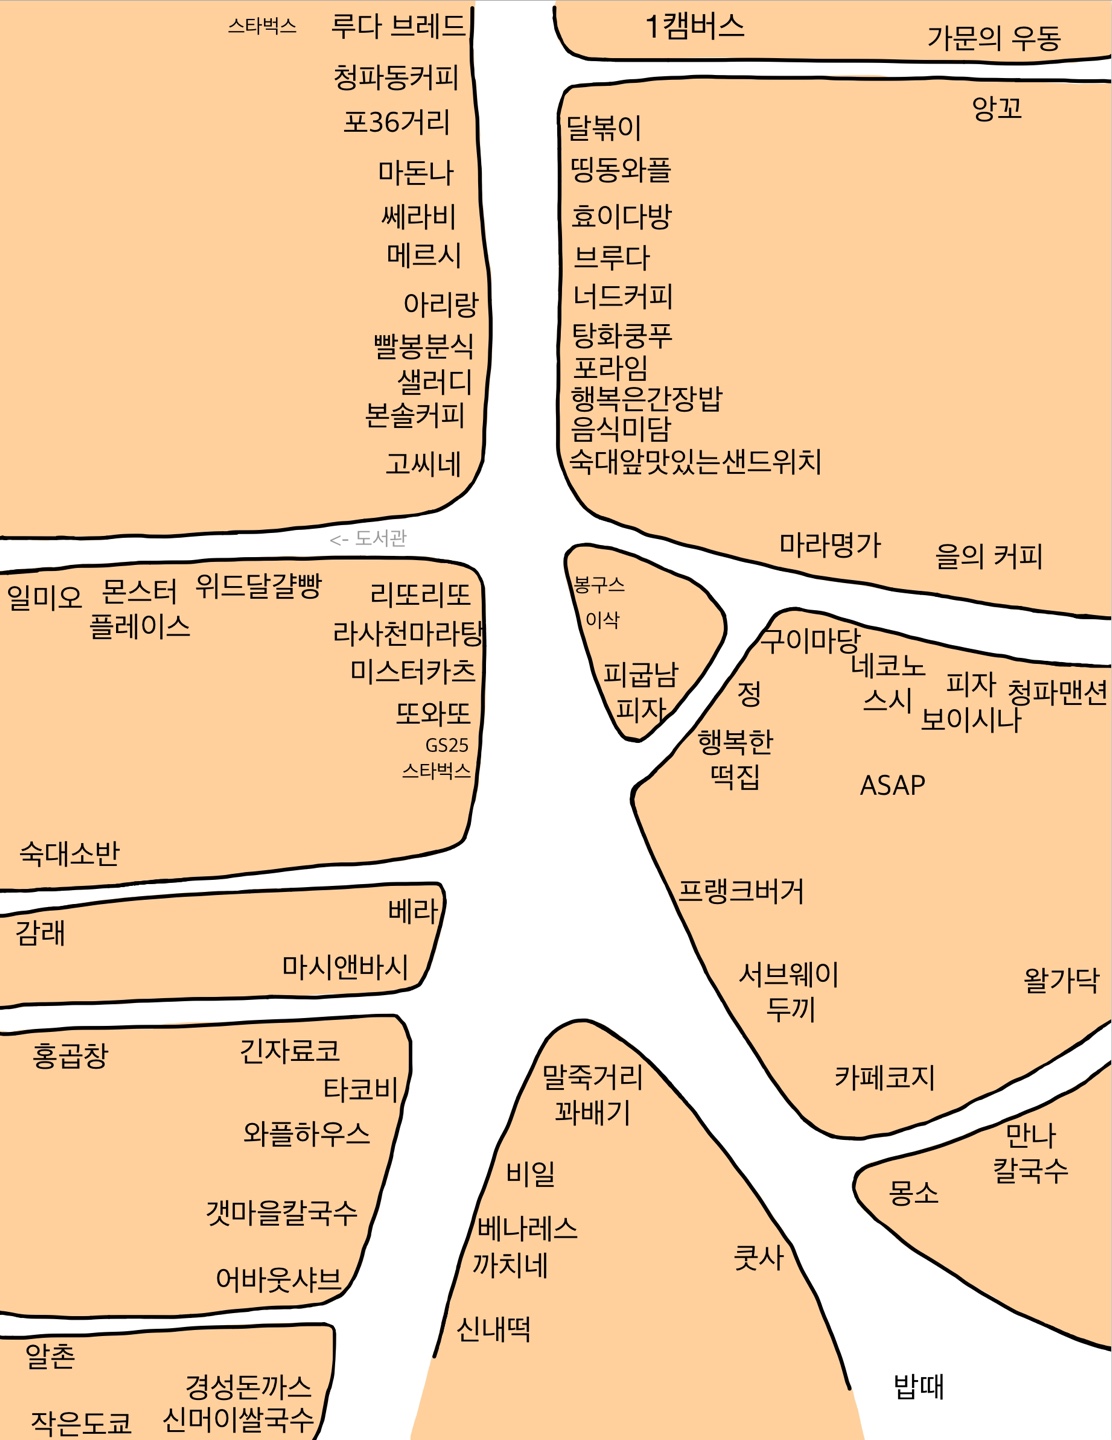 스타벅스
루다 브레드
청파동커피
포36거리
마돈나
쎄라비
메르시
아리랑
빨봉분식
샐러디
본솔커피
고씨네
1캠버스
가문의 우동
앙꼬
달볶이
띵동와플
효이다방
브루다
너드커피
탕화쿵푸
포라임
행복은간장밥
음식미담
숙대앞맛있는샌드위치
마라명가
을의 커피
<- 도서관
일미오
몬스터
플레이스
위드달걀빵
리또리또
라사천마라탕
미스터카츠
또와또
GS25
스타벅스
숙대소반
봉구스
이삭
피굽남
피자
구이마당
네코노
스시
피자
보이시나
청파맨션
정
행복한
떡집
ASAP
프랭크버거
서브웨이
두끼
왈가닥
카페코지
감래
베라
마시앤바시
홍곱창
긴자료코
타코비
와플하우스
갯마을칼국수
어바웃샤브
말죽거리
꽈배기
비일
베나레스
까치네
신내떡
쿳사
만나
칼국수
몽소
알촌
경성돈까스
작은도쿄
신머이쌀국수
밥때